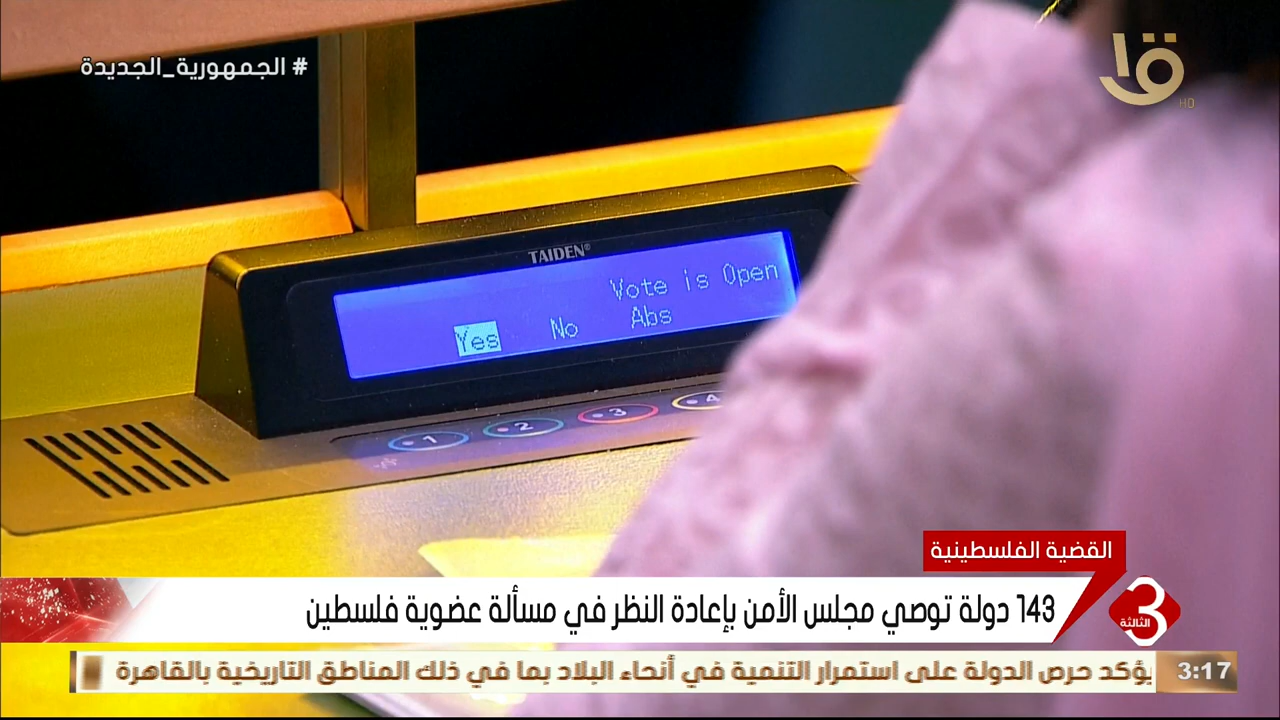 # الجمهورية_الجديدة
HD
TAIDEN®
Vote is Open
Yes No Abs
1 2 3 4
القضية الفلسطينية
143 دولة توصي مجلس الأمن بإعادة النظر في مسألة عضوية فلسطين
3 الثالثة
3:17 يؤكد حرص الدولة على استمرار التنمية في أنحاء البلاد بما في ذلك المناطق التاريخية بالقاهرة